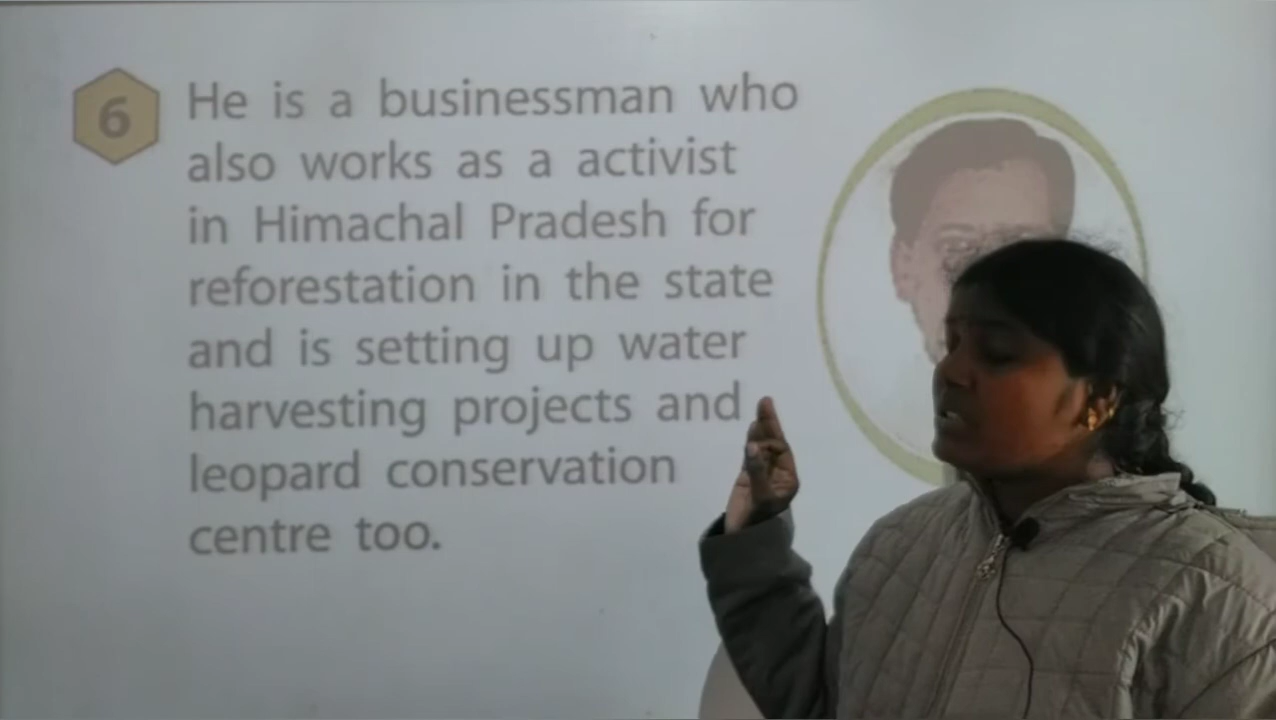 6
He is a businessman who
also works as a activist
in Himachal Pradesh for
reforestation in the state
and is setting up water
harvesting projects and
leopard conservation
centre too.